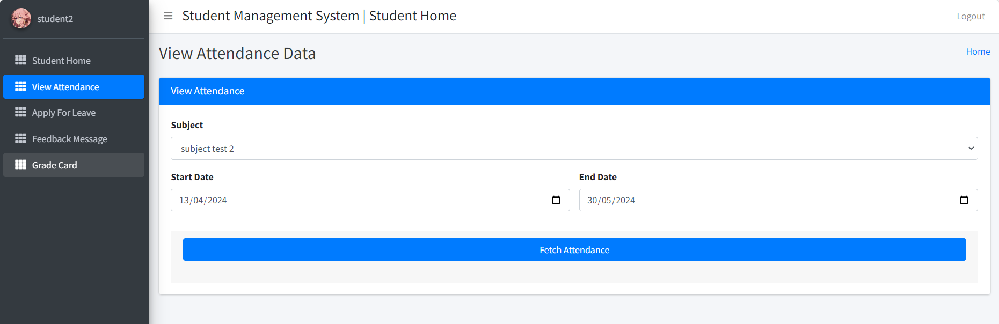 student2
Student Home
View Attendance
Apply For Leave
Feedback Message
Grade Card
Student Management System | Student Home
Logout
View Attendance Data
Home
View Attendance
Subject
subject test 2
Start Date
End Date
13/04/2024
30/05/2024
Fetch Attendance